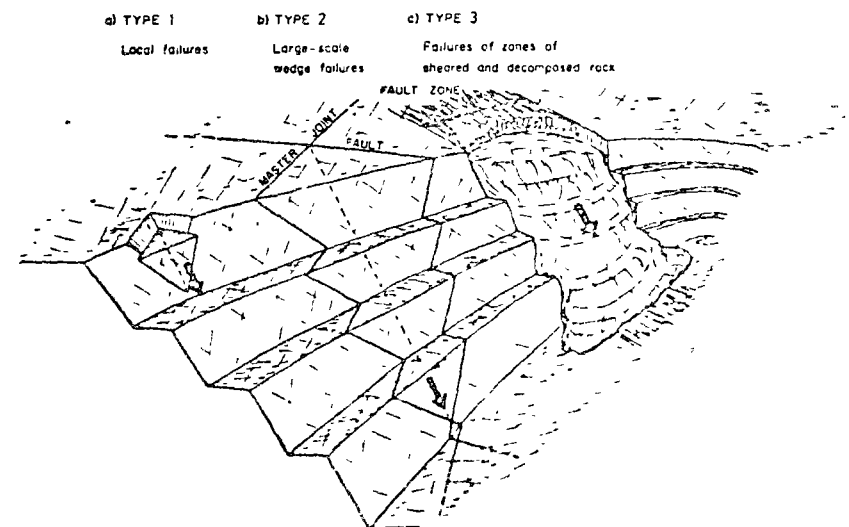 a) TYPE 1
Local failures
b) TYPE 2
Large-scale
wedge failures
c) TYPE 3
Failures of zones of
sheared and decomposed rock
FAULT ZONE
MASTER JOINT
FAULT